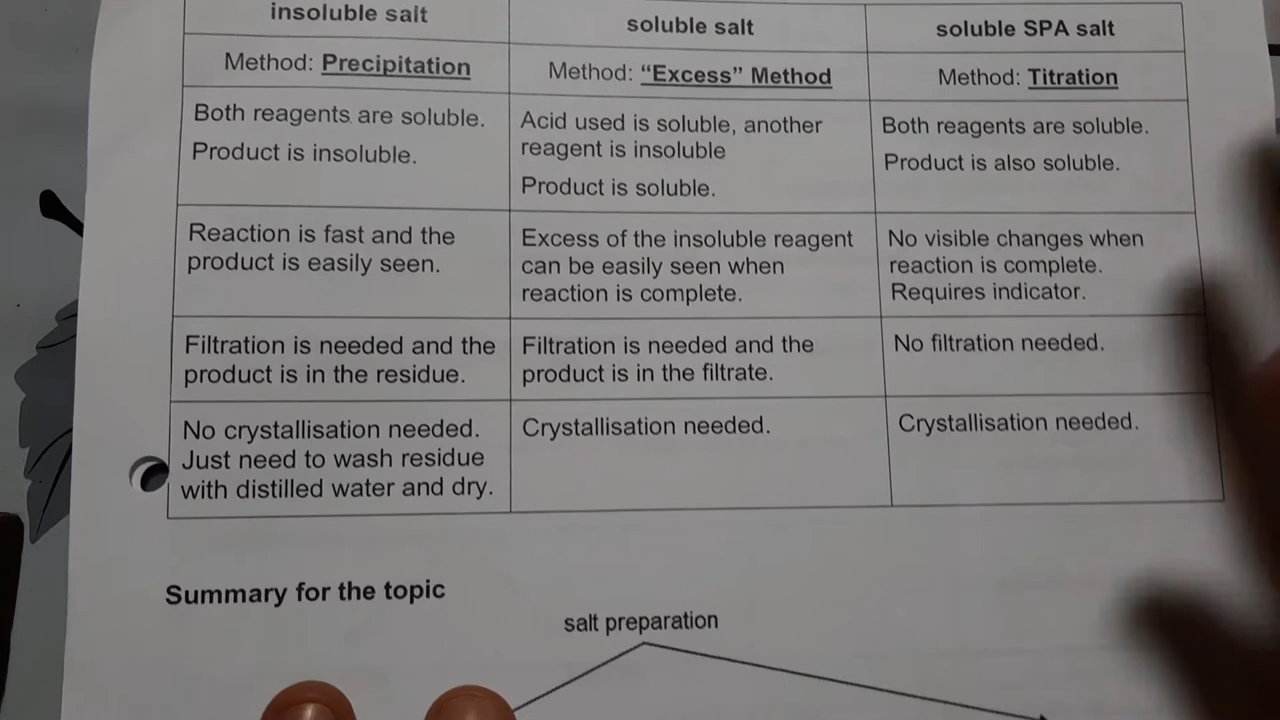 insoluble salt
soluble salt
soluble SPA salt
Method: Precipitation
Method: “Excess” Method
Method: Titration
Both reagents are soluble.
Product is insoluble.
Acid used is soluble, another
reagent is insoluble
Product is soluble.
Both reagents are soluble.
Product is also soluble.
Reaction is fast and the
product is easily seen.
Excess of the insoluble reagent
can be easily seen when
reaction is complete.
No visible changes when
reaction is complete.
Requires indicator.
Filtration is needed and the
product is in the residue.
Filtration is needed and the
product is in the filtrate.
No filtration needed.
No crystallisation needed.
Just need to wash residue
with distilled water and dry.
Crystallisation needed.
Crystallisation needed.
Summary for the topic
salt preparation